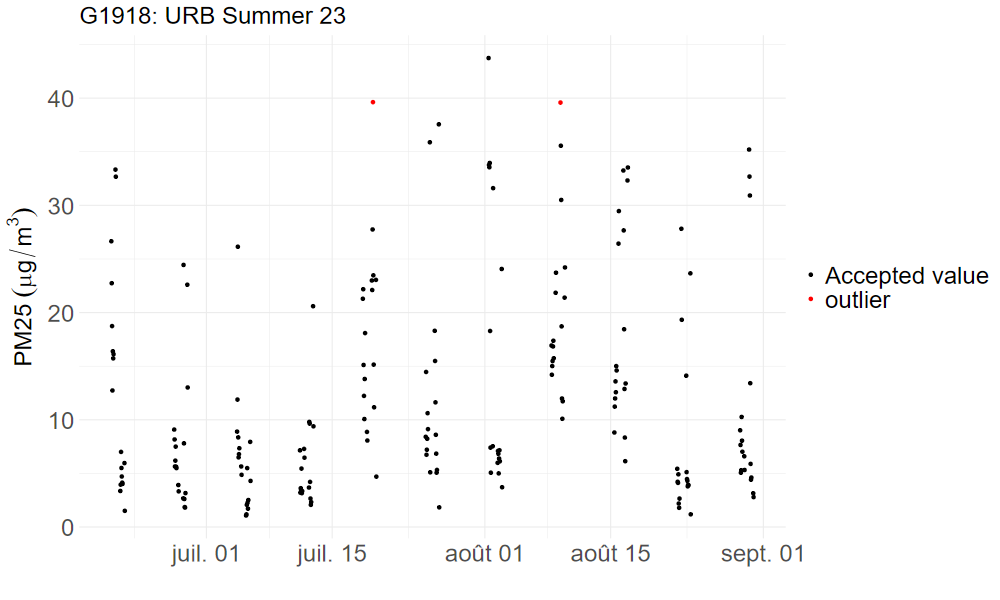 G1918: URB Summer 23
PM25 (μg/m³)
40
30
20
10
0
juil. 01
juil. 15
août 01
août 15
sept. 01
Accepted value
outlier